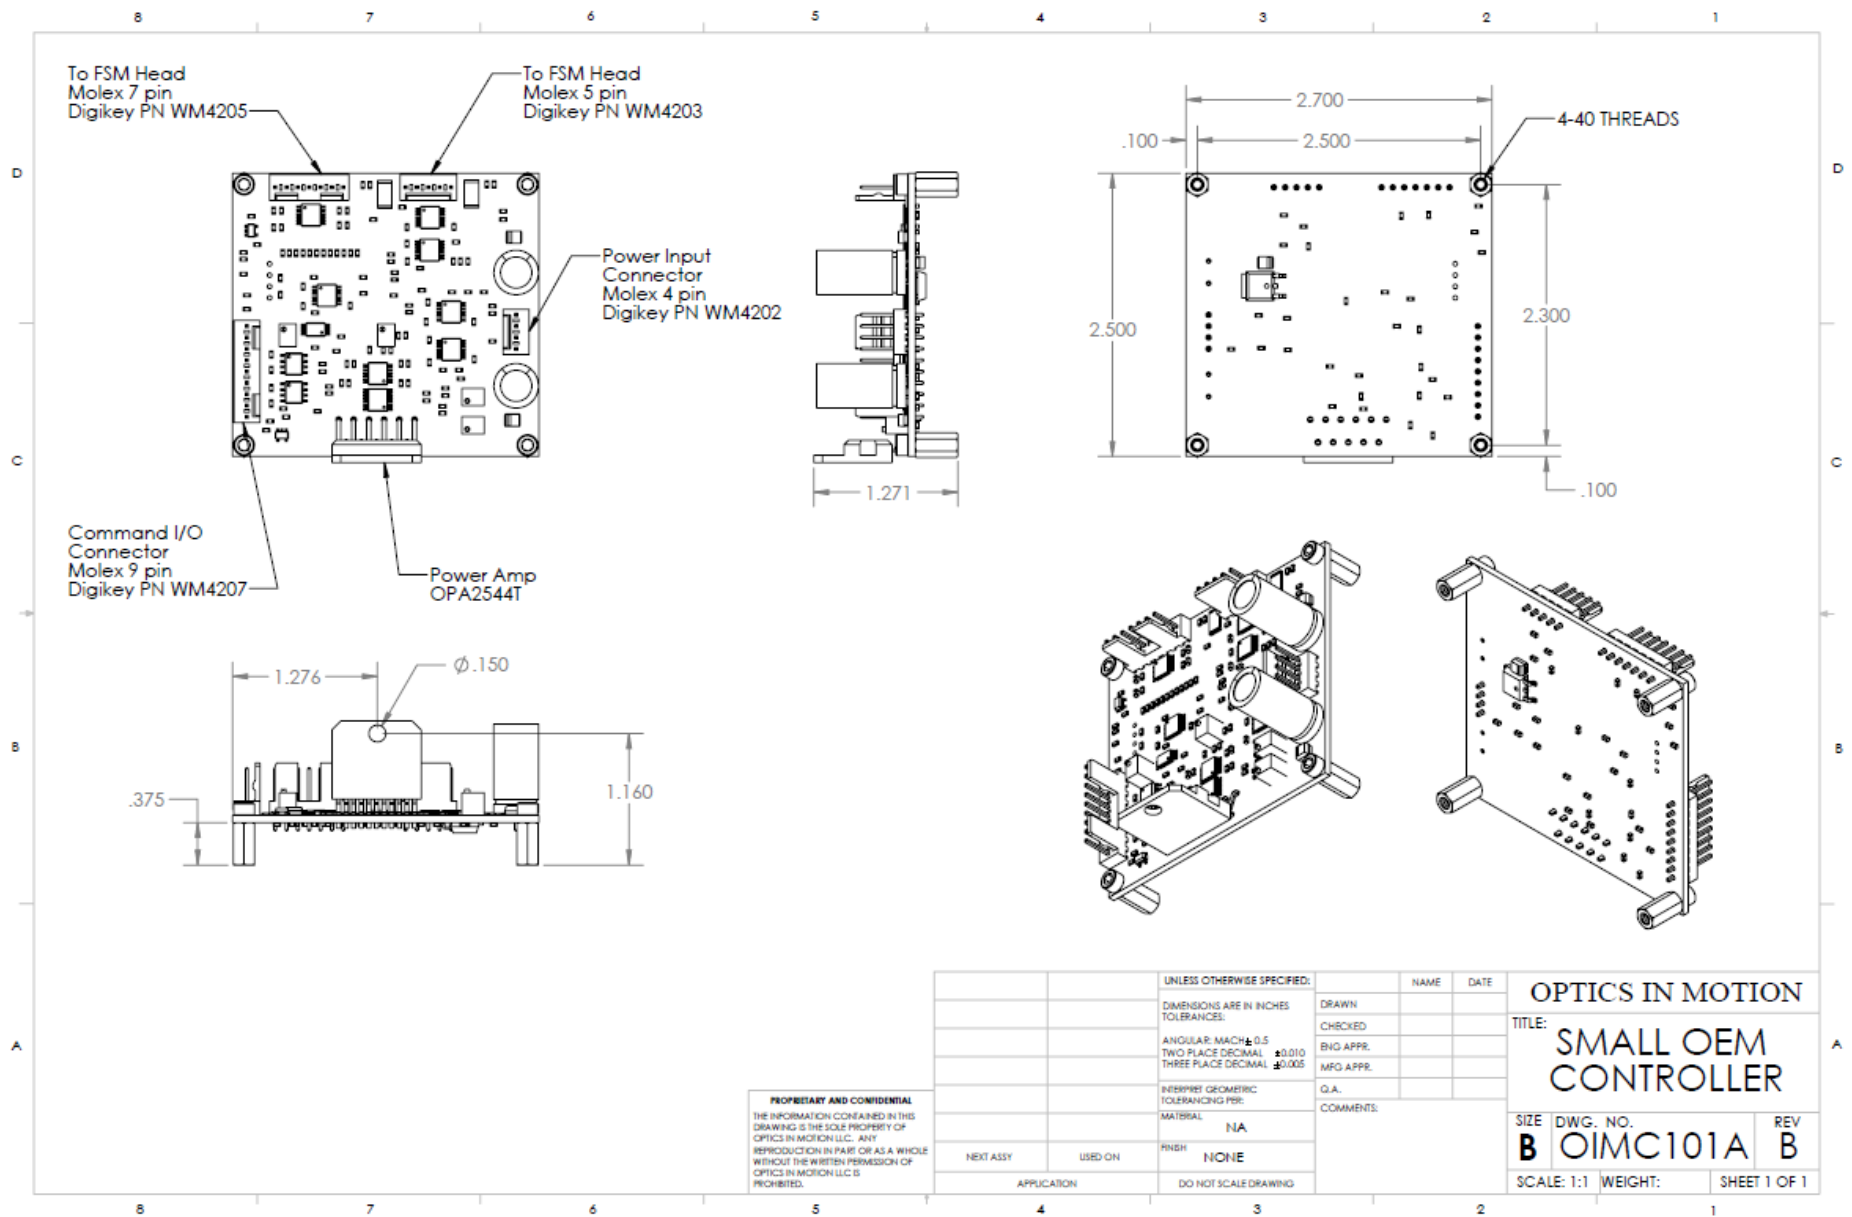 8 7 6 5 4 3 2 1
To FSM Head
Molex 7 pin
Digikey PN WM4205
To FSM Head
Molex 5 pin
Digikey PN WM4203
2.700
.100
2.500
4-40 THREADS
D
D
Power Input
Connector
Molex 4 pin
Digikey PN WM4202
2.500
2.300
C
C
1.271
.100
Command I/O
Connector
Molex 9 pin
Digikey PN WM4207
Power Amp
OPA2544T
1.276
Ø.150
B
B
.375
1.160
A
A
PROPRIETARY AND CONFIDENTIAL
THE INFORMATION CONTAINED IN THIS
DRAWING IS THE SOLE PROPERTY OF
OPTICS IN MOTION LLC. ANY
REPRODUCTION IN PART OR AS A WHOLE
WITHOUT THE WRITTEN PERMISSION OF
OPTICS IN MOTION LLC IS
PROHIBITED.
NEXT ASSY
USED ON
APPLICATION
UNLESS OTHERWISE SPECIFIED:
DIMENSIONS ARE IN INCHES
TOLERANCES:
ANGULAR: MACH± 0.5
TWO PLACE DECIMAL ±0.010
THREE PLACE DECIMAL ±0.005
INTERPRET GEOMETRIC
TOLERANCING PER:
MATERIAL
NA
FINISH
NONE
DO NOT SCALE DRAWING
NAME
DATE
DRAWN
CHECKED
ENG APPR.
MFG APPR.
Q.A.
COMMENTS:
OPTICS IN MOTION
TITLE:
SMALL OEM
CONTROLLER
SIZE
B
DWG. NO.
OIMC101A
REV
B
SCALE: 1:1
WEIGHT:
SHEET 1 OF 1
8 7 6 5 4 3 2 1